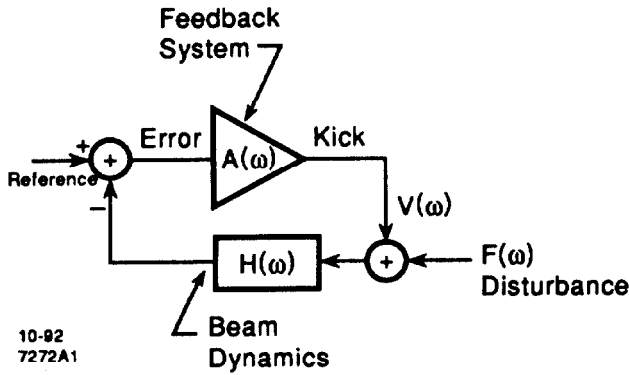 Feedback
System
+
Error
Kick
+
A(ω)
Reference
−
V(ω)
H(ω)
+
F(ω)
Disturbance
Beam
Dynamics
10-92
7272A1